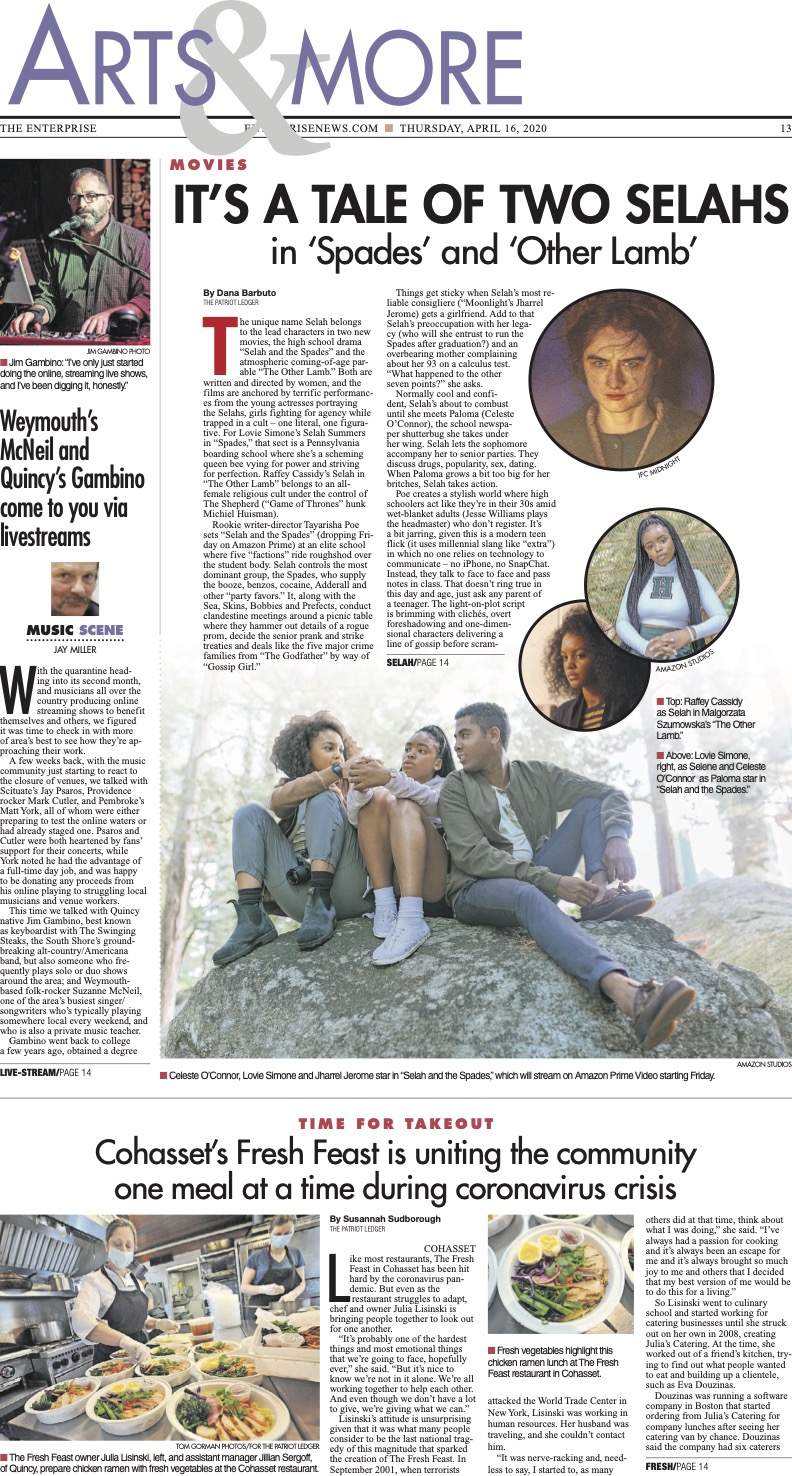 ARTS & MORE
THE ENTERPRISE
ENTERPRISENEWS.COM ■ THURSDAY, APRIL 16, 2020
13
JIM GAMBINO PHOTO
■ Jim Gambino: "I've only just started
doing the online, streaming live shows,
and I've been digging it, honestly."
Weymouth's
McNeil and
Quincy's Gambino
come to you via
livestreams
MUSIC SCENE
JAY MILLER
With the quarantine head-
ing into its second month,
and musicians all over the
country producing online
streaming shows to benefit
themselves and others, we figured
it was time to check in with more
of area's best to see how they're ap-
proaching their work.
A few weeks back, with the music
community just starting to react to
the closure of venues, we talked with
Scituate's Jay Psaros, Providence
rocker Mark Cutler, and Pembroke's
Matt York, all of whom were either
preparing to test the online waters or
had already staged one. Psaros and
Cutler were both heartened by fans'
support for their concerts, while
York noted he had the advantage of
a full-time day job, and was happy
to be donating any proceeds from
his online playing to struggling local
musicians and venue workers.
This time we talked with Quincy
native Jim Gambino, best known
as keyboardist with The Swinging
Steaks, the South Shore's ground-
breaking alt-country/Americana
band, but also someone who fre-
quently plays solo or duo shows
around the area; and Weymouth-
based folk-rocker Suzanne McNeil,
one of the area's busiest singer/
songwriters who's typically playing
somewhere local every weekend, and
who is also a private music teacher.
Gambino went back to college
a few years ago, obtained a degree
LIVE-STREAM/PAGE 14
MOVIES
IT'S A TALE OF TWO SELAHS
in 'Spades' and 'Other Lamb'
By Dana Barbuto
THE PATRIOT LEDGER
The unique name Selah belongs
to the lead characters in two new
movies, the high school drama
"Selah and the Spades" and the
atmospheric coming-of-age par-
able "The Other Lamb." Both are
written and directed by women, and the
films are anchored by terrific performanc-
es from the young actresses portraying
the Selahs, girls fighting for agency while
trapped in a cult – one literal, one figura-
tive. For Lovie Simone's Selah Summers
in "Spades," that sect is a Pennsylvania
boarding school where she's a scheming
queen bee vying for power and striving
for perfection. Raffey Cassidy's Selah in
"The Other Lamb" belongs to an all-
female religious cult under the control of
The Shepherd ("Game of Thrones" hunk
Michiel Huisman).
Rookie writer-director Tayarisha Poe
sets "Selah and the Spades" (dropping Fri-
day on Amazon Prime) at an elite school
where five "factions" ride roughshod over
the student body. Selah controls the most
dominant group, the Spades, who supply
the booze, benzos, cocaine, Adderall and
other "party favors." It, along with the
Sea, Skins, Bobbies and Prefects, conduct
clandestine meetings around a picnic table
where they hammer out details of a rogue
prom, decide the senior prank and strike
treaties and deals like the five major crime
families from "The Godfather" by way of
"Gossip Girl."
Things get sticky when Selah's most re-
liable consigliere ("Moonlight's Jharrel
Jerome) gets a girlfriend. Add to that
Selah's preoccupation with her lega-
cy (who will she entrust to run the
Spades after graduation?) and an
overbearing mother complaining
about her 93 on a calculus test.
"What happened to the other
seven points?" she asks.
Normally cool and confi-
dent, Selah's about to combust
until she meets Paloma (Celeste
O'Connor), the school newspa-
per shutterbug she takes under
her wing. Selah lets the sophomore
accompany her to senior parties. They
discuss drugs, popularity, sex, dating.
When Paloma grows a bit too big for her
britches, Selah takes action.
Poe creates a stylish world where high
schoolers act like they're in their 30s amid
wet-blanket adults (Jesse Williams plays
the headmaster) who don't register. It's
a bit jarring, given this is a modern teen
flick (it uses millennial slang like "extra")
in which no one relies on technology to
communicate – no iPhone, no SnapChat.
Instead, they talk to face to face and pass
notes in class. That doesn't ring true in
this day and age, just ask any parent of
a teenager. The light-on-plot script
is brimming with clichés, overt
foreshadowing and one-dimen-
sional characters delivering a
line of gossip before scram-
SELAH/PAGE 14
IFC MIDNIGHT
H
AMAZON STUDIOS
■ Top: Raffey Cassidy
as Selah in Malgorzata
Szumowska's "The Other
Lamb."
■ Above: Lovie Simone,
right, as Selene and Celeste
O'Connor as Paloma star in
"Selah and the Spades."
AMAZON STUDIOS
■ Celeste O'Connor, Lovie Simone and Jharrel Jerome star in "Selah and the Spades," which will stream on Amazon Prime Video starting Friday.
TIME FOR TAKEOUT
Cohasset's Fresh Feast is uniting the community
one meal at a time during coronavirus crisis
TOM GORMAN PHOTOS/FOR THE PATRIOT LEDGER
■ The Fresh Feast owner Julia Lisinski, left, and assistant manager Jillian Sergoff,
of Quincy, prepare chicken ramen with fresh vegetables at the Cohasset restaurant.
By Susannah Sudborough
THE PATRIOT LEDGER
COHASSET
Like most restaurants, The Fresh
Feast in Cohasset has been hit
hard by the coronavirus pan-
demic. But even as the
restaurant struggles to adapt,
chef and owner Julia Lisinski is
bringing people together to look out
for one another.
"It's probably one of the hardest
things and most emotional things
that we're going to face, hopefully
ever," she said. "But it's nice to
know we're not in it alone. We're all
working together to help each other.
And even though we don't have a lot
to give, we're giving what we can."
Lisinski's attitude is unsurprising
given that it was what many people
consider to be the last national trag-
edy of this magnitude that sparked
the creation of The Fresh Feast. In
September 2001, when terrorists
■ Fresh vegetables highlight this
chicken ramen lunch at The Fresh
Feast restaurant in Cohasset.
attacked the World Trade Center in
New York, Lisinski was working in
human resources. Her husband was
traveling, and she couldn't contact
him.
"It was nerve-racking and, need-
less to say, I started to, as many
others did at that time, think about
what I was doing," she said. "I've
always had a passion for cooking
and it's always been an escape for
me and it's always brought so much
joy to me and others that I decided
that my best version of me would be
to do this for a living."
So Lisinski went to culinary
school and started working for
catering businesses until she struck
out on her own in 2008, creating
Julia's Catering. At the time, she
worked out of a friend's kitchen, try-
ing to find out what people wanted
to eat and building up a clientele,
such as Eva Douzinas.
Douzinas was running a software
company in Boston that started
ordering from Julia's Catering for
company lunches after seeing her
catering van by chance. Douzinas
said the company had six caterers
FRESH/PAGE 14